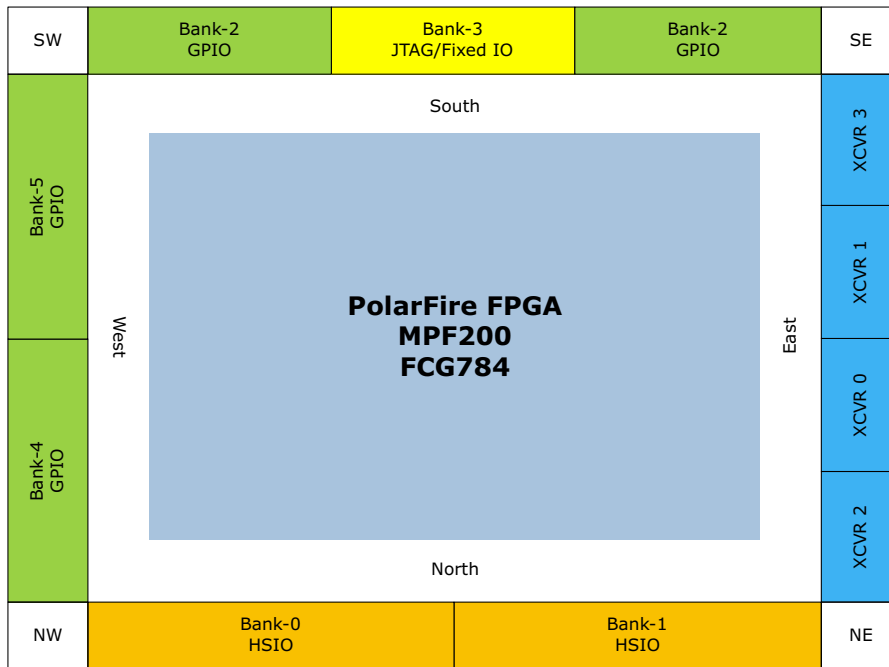 SW
Bank-2
GPIO
Bank-3
JTAG/Fixed IO
Bank-2
GPIO
SE
South
Bank-5
GPIO
XCVR 3
XCVR 1
PolarFire FPGA
MPF200
FCG784
West
East
Bank-4
GPIO
XCVR 0
XCVR 2
North
NW
Bank-0
HSIO
Bank-1
HSIO
NE